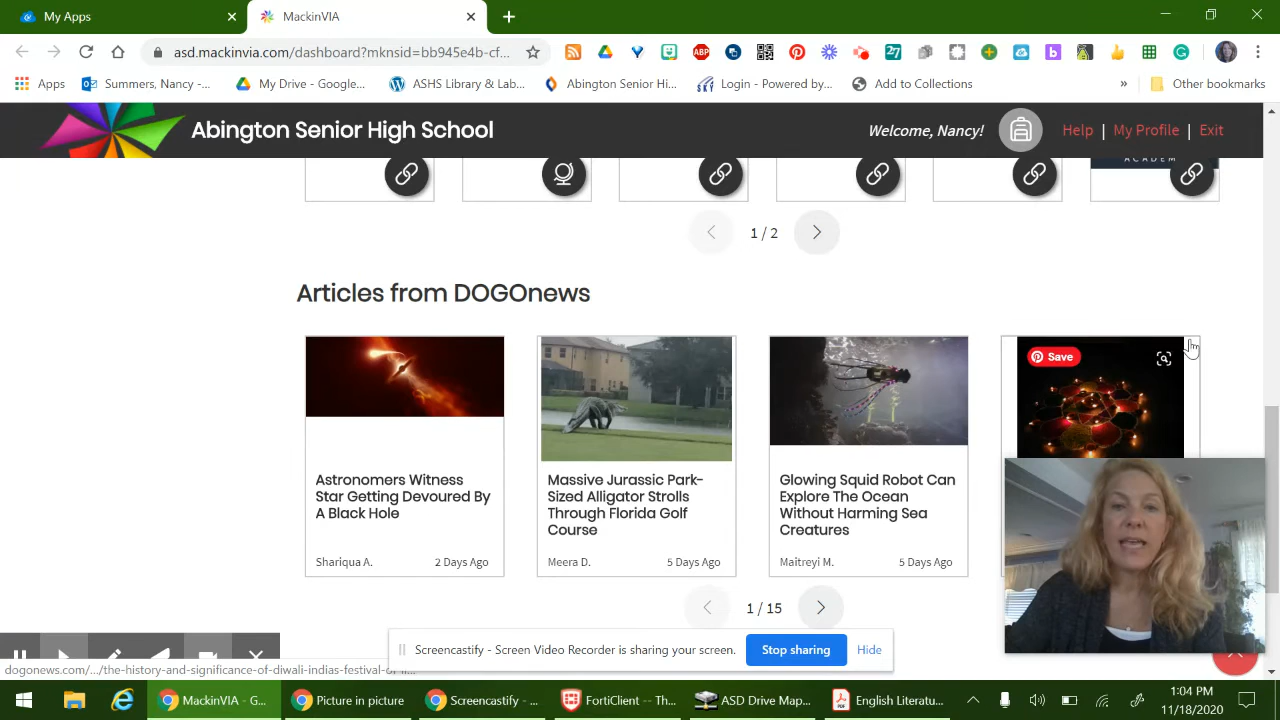 My Apps
MackinVIA
asd.mackinvia.com/dashboard?mknsid=bb945e4b-cf...
ABP
27
b
Apps
Summers, Nancy -...
My Drive - Google...
ASHS Library & Lab...
Abington Senior Hi...
Login - Powered by...
Add to Collections
»
Other bookmarks
Abington Senior High School
Welcome, Nancy!
Help | My Profile | Exit
ACADEM
1 / 2
Articles from DOGOnews
Save
Astronomers Witness
Star Getting Devoured By
A Black Hole
Shariqua A.
2 Days Ago
Massive Jurassic Park-
Sized Alligator Strolls
Through Florida Golf
Course
Meera D.
5 Days Ago
Glowing Squid Robot Can
Explore The Ocean
Without Harming Sea
Creatures
Maitreyi M.
5 Days Ago
1 / 15
Screencastify - Screen Video Recorder is sharing your screen.
Stop sharing
Hide
dogonews.com/.../the-history-and-significance-of-diwali-indias-festival-of-li...
MackinVIA - G...
Picture in picture
Screencastify - ...
FortiClient -- Th...
ASD Drive Map...
English Literatu...
1:04 PM
11/18/2020